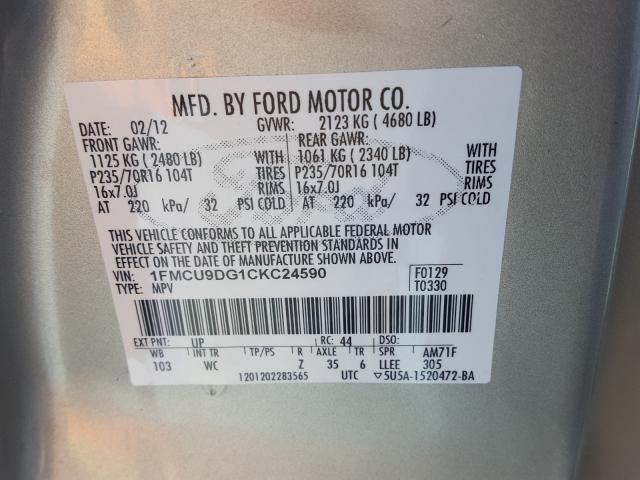 MFD. BY FORD MOTOR CO.
DATE: 02/12 GVWR: 2123 KG ( 4680 LB)
FRONT GAWR: REAR GAWR:
1125 KG ( 2480 LB) WITH 1061 KG ( 2340 LB) WITH
P235/70R16 104T TIRES P235/70R16 104T TIRES
16x7.0J RIMS 16x7.0J RIMS
AT 220 kPa/ 32 PSI COLD AT 220 kPa/ 32 PSI COLD
THIS VEHICLE CONFORMS TO ALL APPLICABLE FEDERAL MOTOR
VEHICLE SAFETY AND THEFT PREVENTION STANDARDS IN
EFFECT ON THE DATE OF MANUFACTURE SHOWN ABOVE.
VIN: 1FMCU9DG1CKC24590 F0129
TYPE: MPV T0330
EXT PNT: UP RC: 44 DSO:
WB INT TR TP/PS R AXLE TR SPR AM71F
103 WC Z 35 6 LLEE 305
1201202283565 UTC ▽5U5A-1520472-BA
Ford